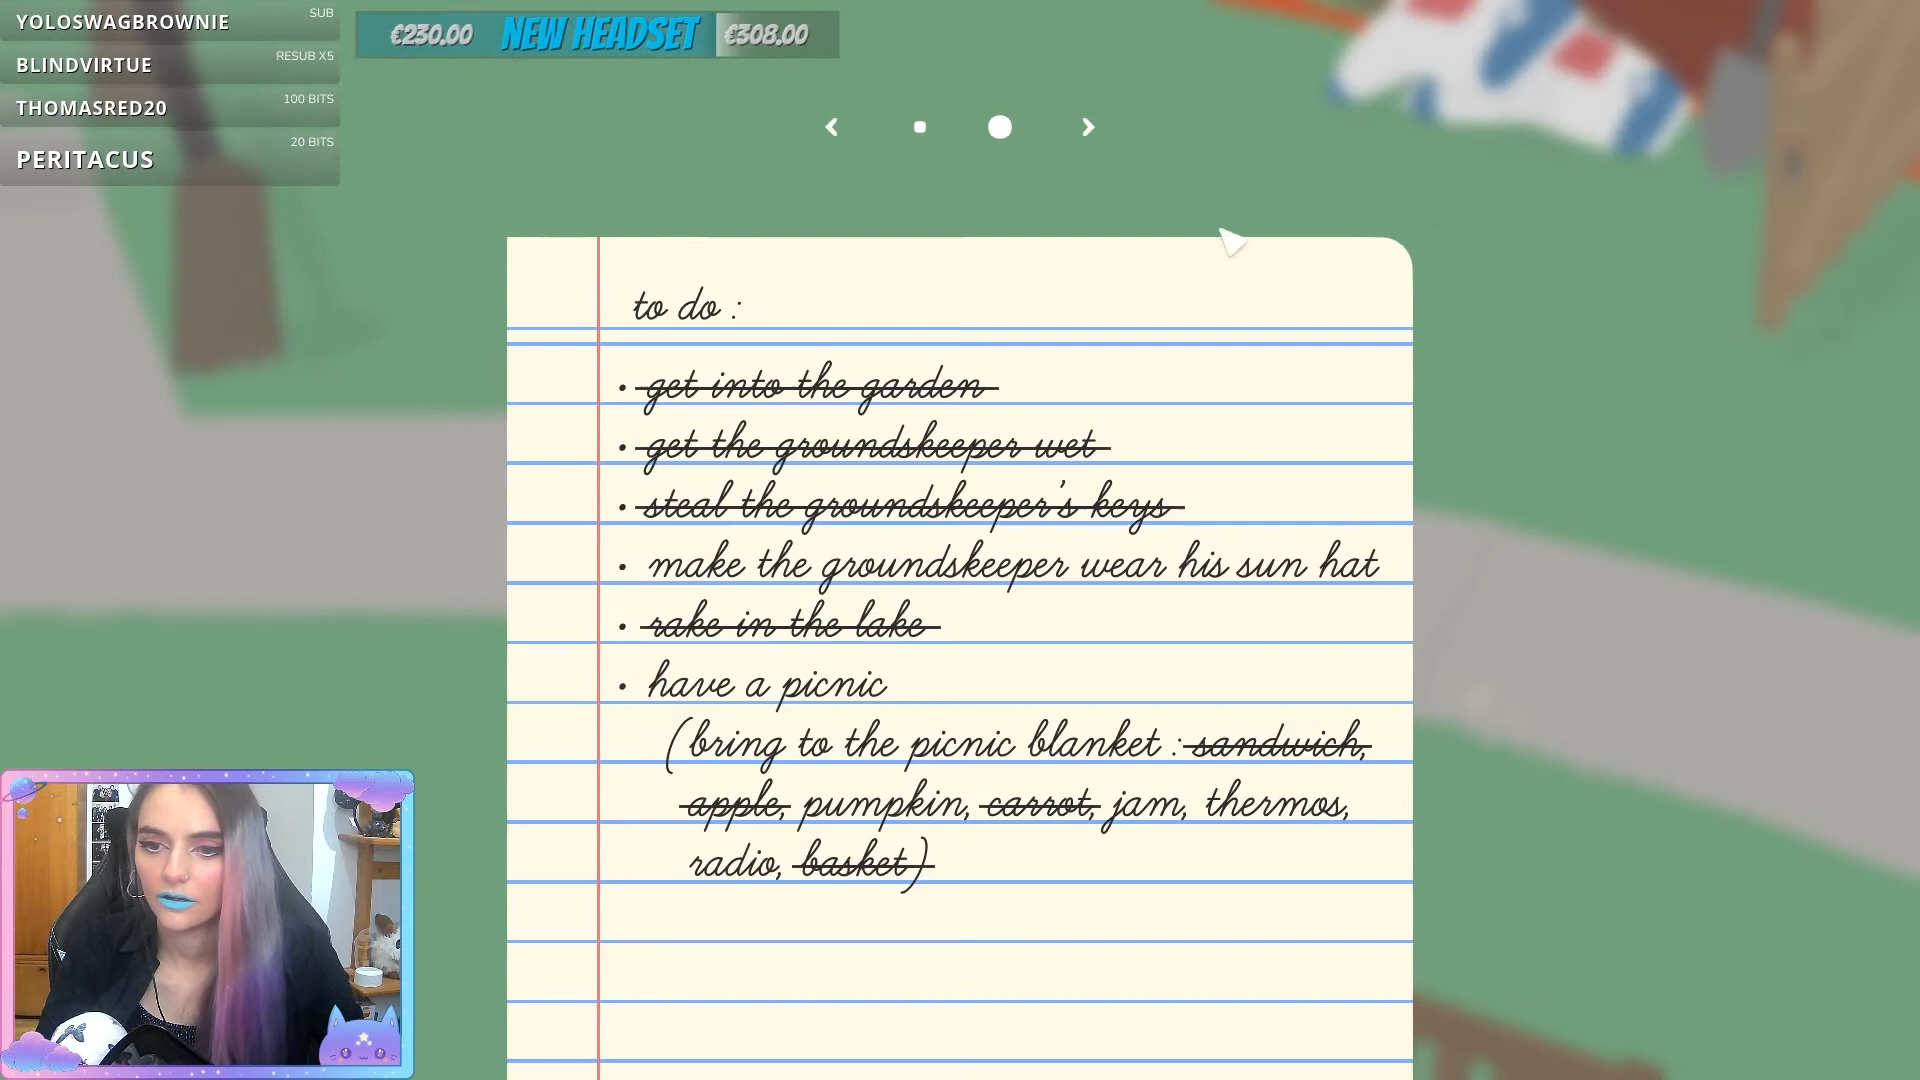 YOLOSWAGBROWNIE SUB
BLINDVIRTUE RESUB X5
THOMASRED20 100 BITS
PERITACUS 20 BITS
€230.00 NEW HEADSET €308.00
to do :
• get into the garden
• get the groundskeeper wet
• steal the groundskeeper's keys
• make the groundskeeper wear his sun hat
• rake in the lake
• have a picnic
(bring to the picnic blanket : sandwich,
apple, pumpkin, carrot, jam, thermos,
radio, basket)